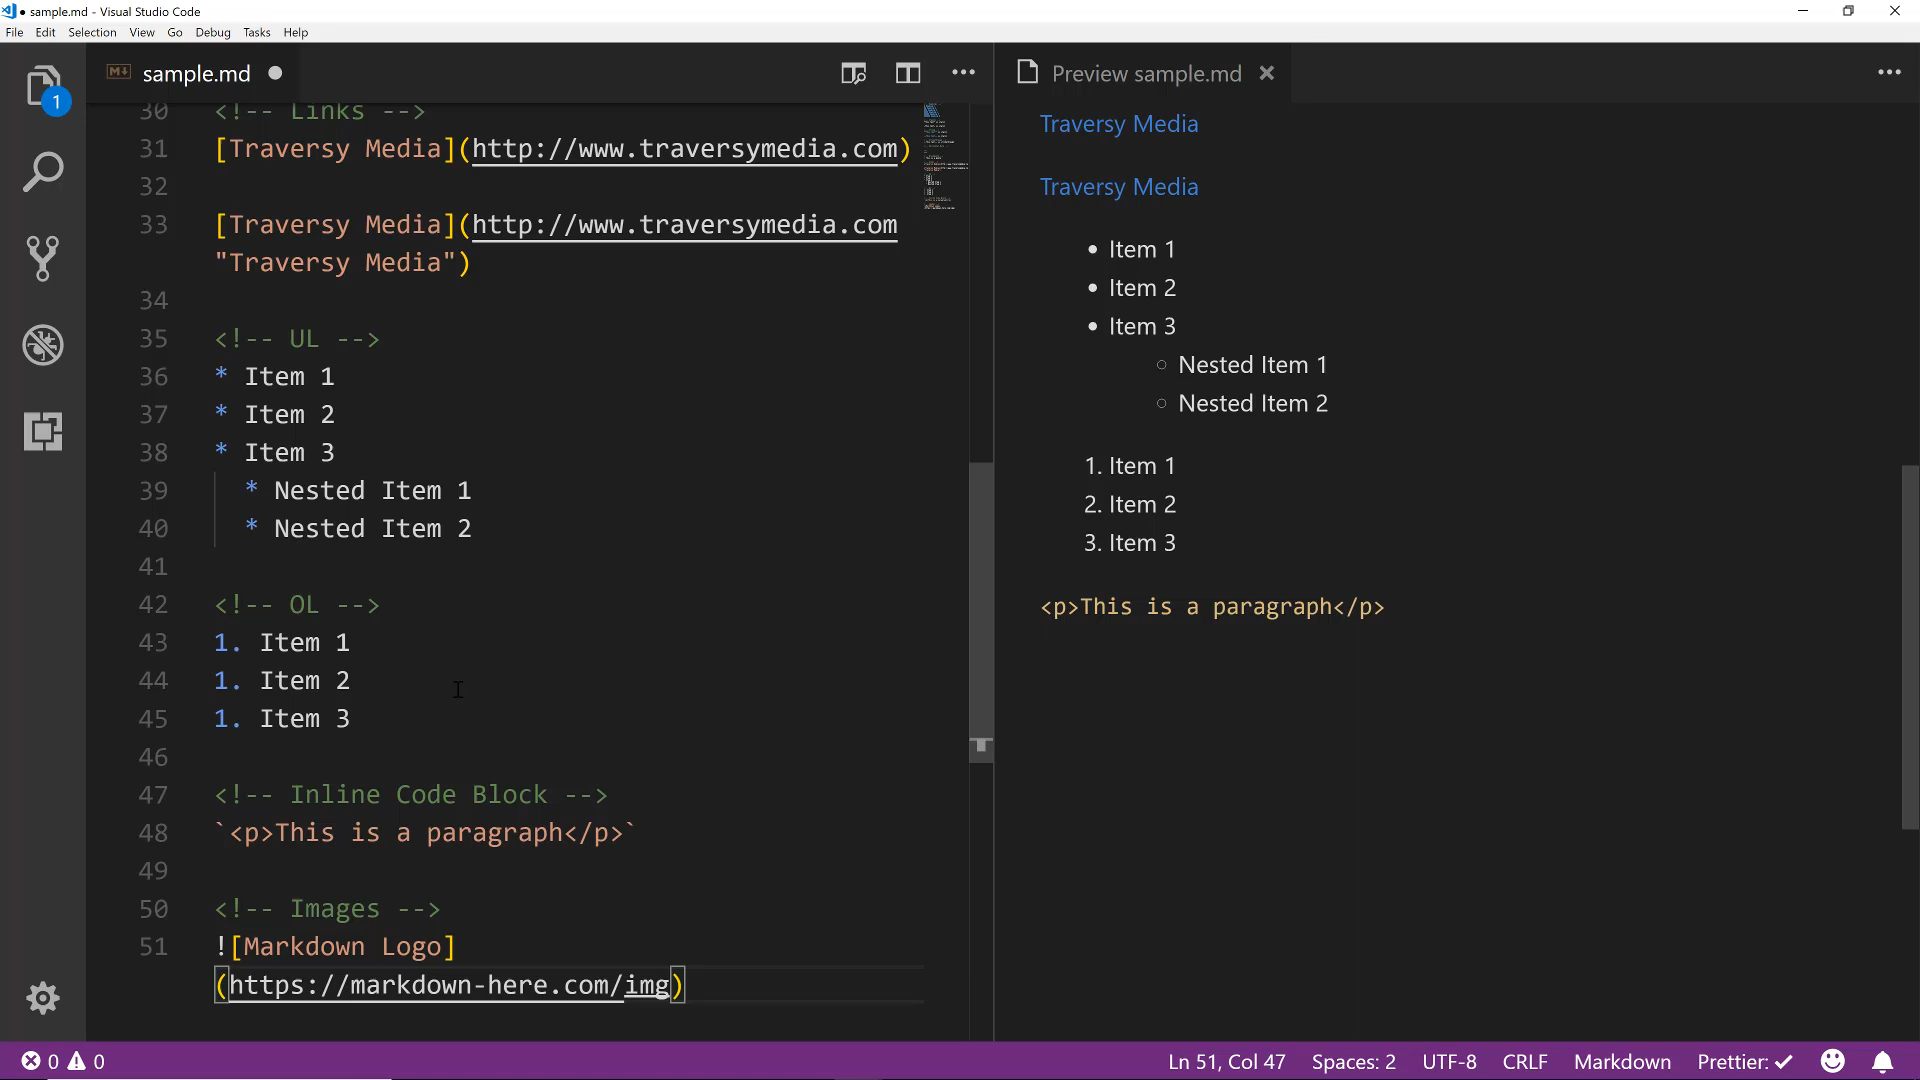 sample.md - Visual Studio Code
File Edit Selection View Go Debug Tasks Help
1
sample.md
30 <!-- Links -->
31 [Traversy Media](http://www.traversymedia.com)
32
33 [Traversy Media](http://www.traversymedia.com
"Traversy Media")
34
35 <!-- UL -->
36 * Item 1
37 * Item 2
38 * Item 3
39 * Nested Item 1
40 * Nested Item 2
41
42 <!-- OL -->
43 1. Item 1
44 1. Item 2
45 1. Item 3
46
47 <!-- Inline Code Block -->
48 `<p>This is a paragraph</p>`
49
50 <!-- Images -->
51 ![Markdown Logo]
(https://markdown-here.com/img)
Preview sample.md
Traversy Media
Traversy Media
• Item 1
• Item 2
• Item 3
○ Nested Item 1
○ Nested Item 2
1. Item 1
2. Item 2
3. Item 3
<p>This is a paragraph</p>
0 0 Ln 51, Col 47 Spaces: 2 UTF-8 CRLF Markdown Prettier: ✓